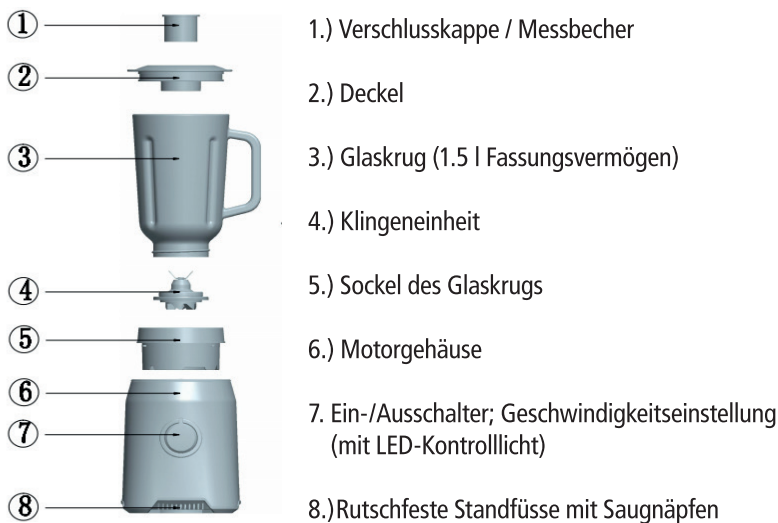 ①
1.) Verschlusskappe / Messbecher
②
2.) Deckel
③
3.) Glaskrug (1.5 l Fassungsvermögen)
④
4.) Klingeneinheit
⑤
5.) Sockel des Glaskrugs
⑥
6.) Motorgehäuse
⑦
7. Ein-/Ausschalter; Geschwindigkeitseinstellung
(mit LED-Kontrolllicht)
⑧
8.)Rutschfeste Standfüsse mit Saugnäpfen